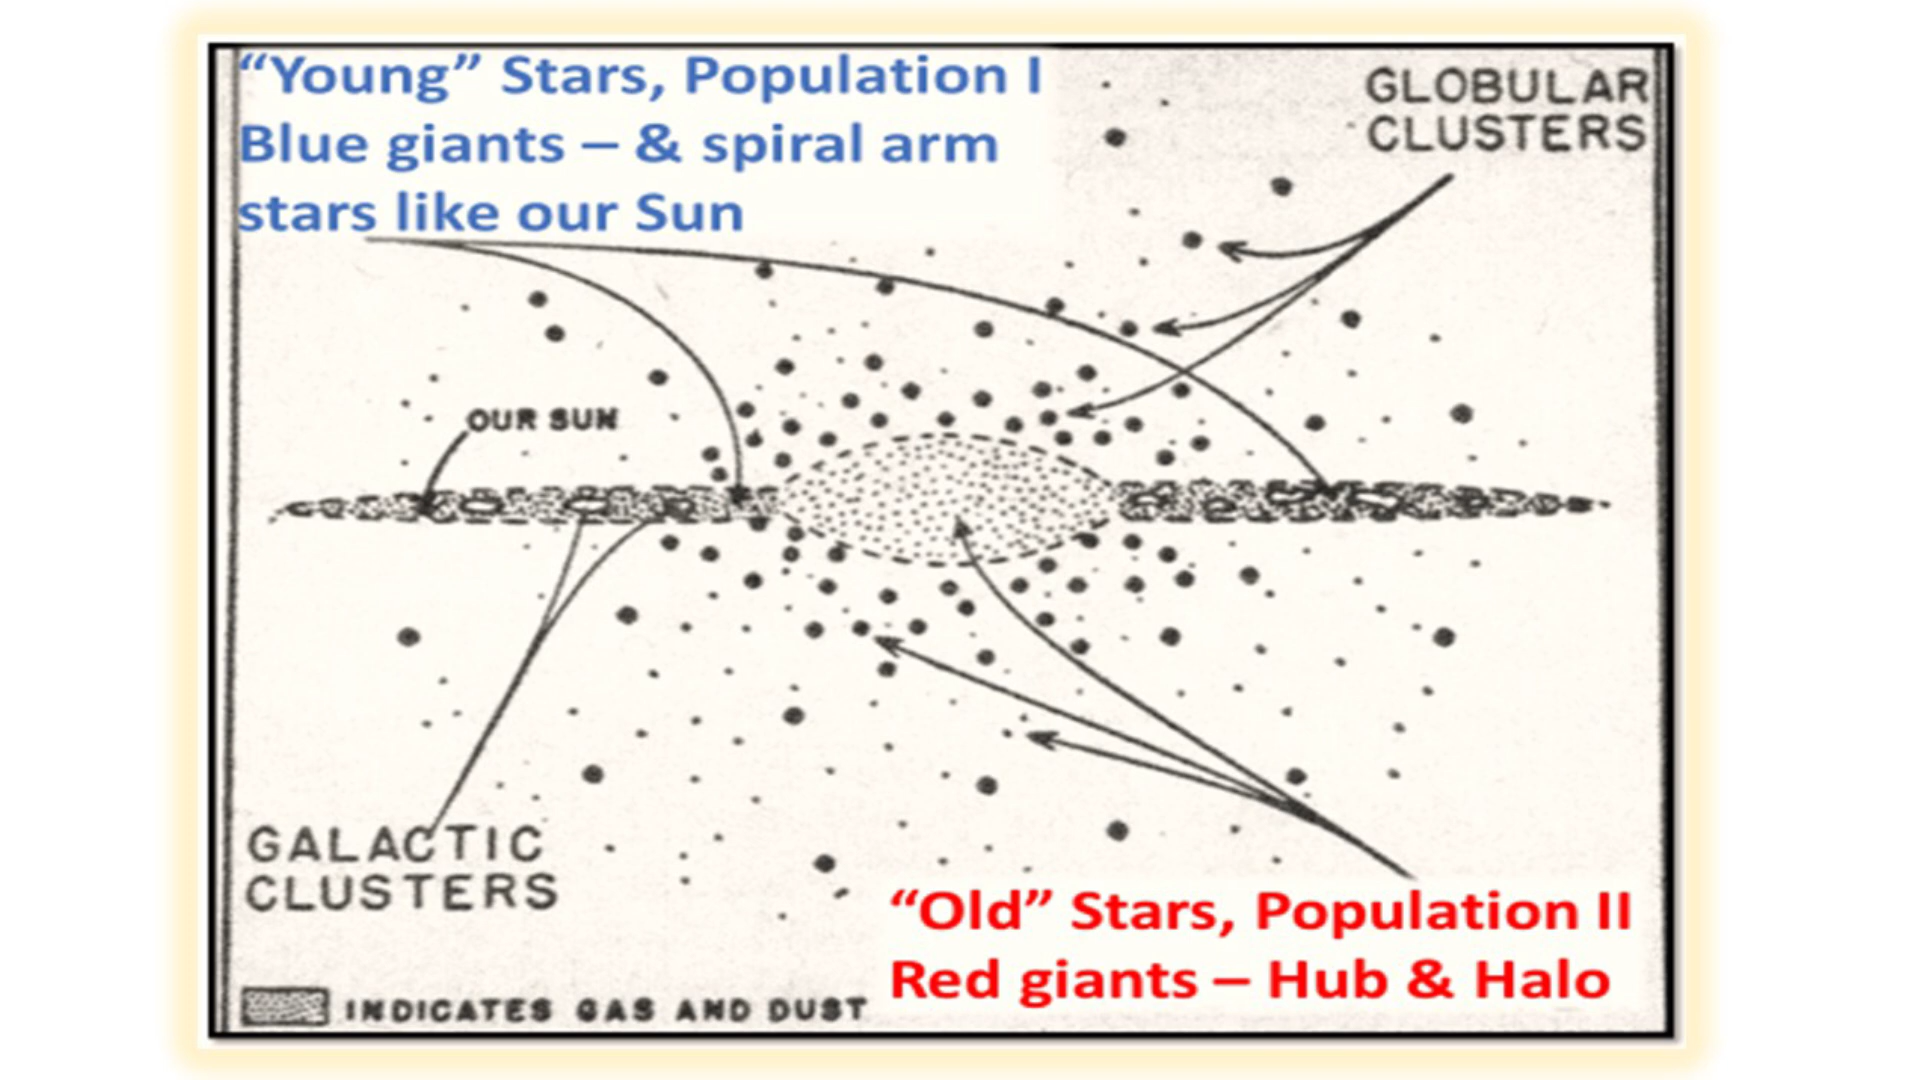 “Young” Stars, Population I
Blue giants – & spiral arm
stars like our Sun
GLOBULAR
CLUSTERS
OUR SUN
GALACTIC
CLUSTERS
“Old” Stars, Population II
Red giants – Hub & Halo
INDICATES GAS AND DUST